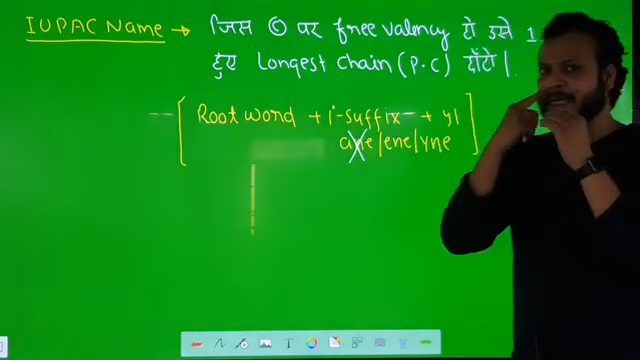 IUPAC Name → जिस © पर free valency हो उसे 1
हुए Longest chain (P.C) छाँटो।
[Root word + 1°-suffix + yl]
ane/ene/yne